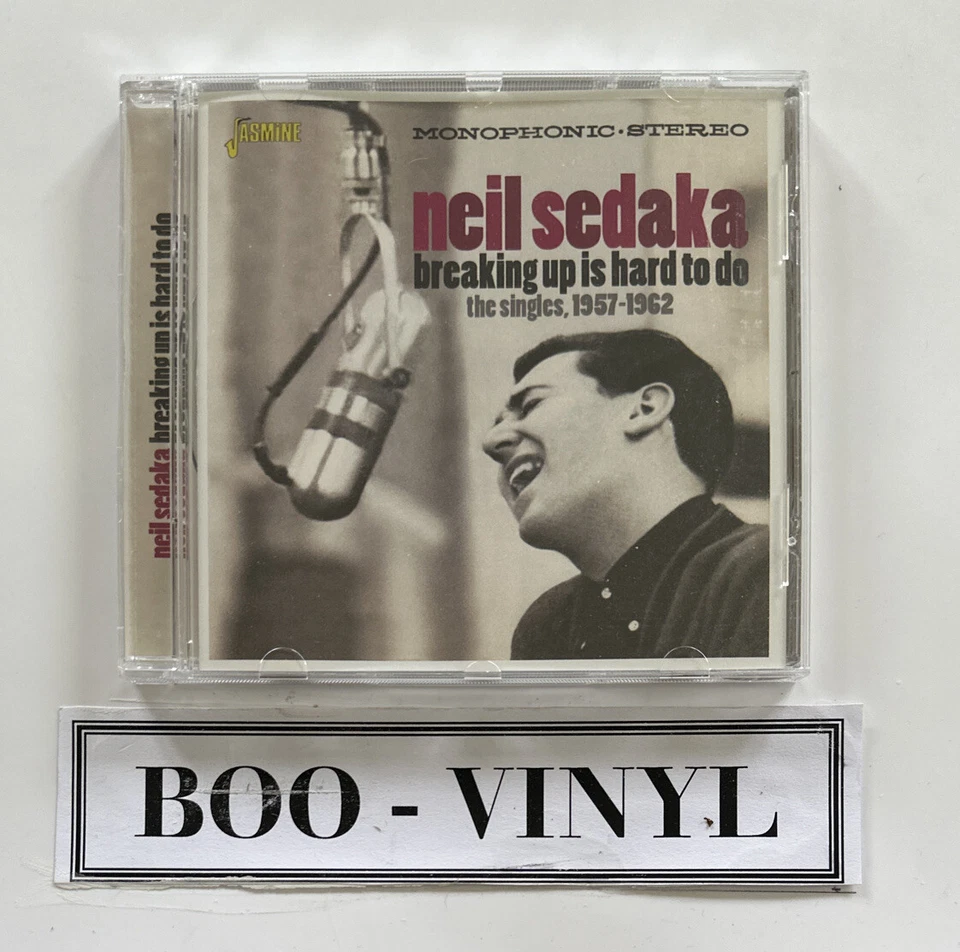 JASMINE
MONOPHONIC·STEREO
neil sedaka
breaking up is hard to do
the singles, 1957-1962
neil sedaka breaking up is hard to do
BOO - VINYL